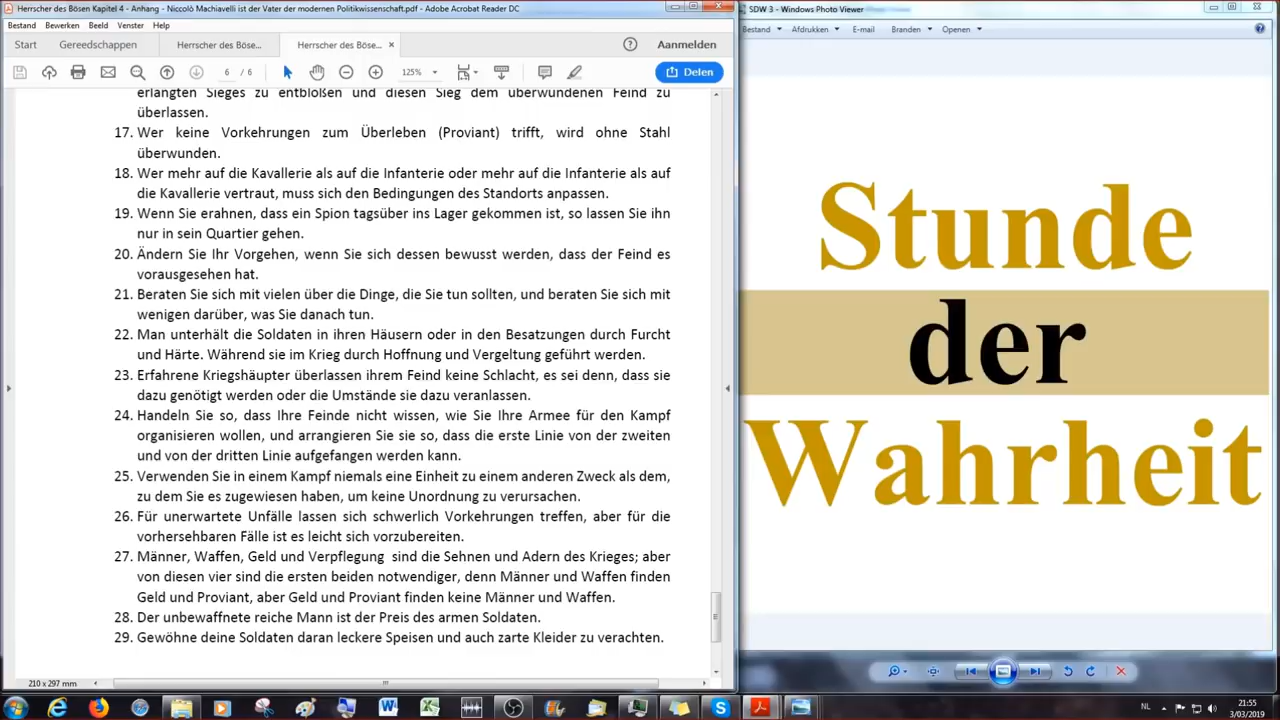 Herrscher des Bösen Kapitel 4 - Anhang - Niccolò Machiavelli ist der Vater der modernen Politikwissenschaft.pdf - Adobe Acrobat Reader DC
Bestand Bewerken Beeld Venster Help
Start Gereedschappen Herrscher des Böse... Herrscher des Böse... × Aanmelden
6 / 6 125% Delen
erlangten Sieges zu entblößen und diesen Sieg dem überwundenen Feind zu
überlassen.
17. Wer keine Vorkehrungen zum Überleben (Proviant) trifft, wird ohne Stahl
überwunden.
18. Wer mehr auf die Kavallerie als auf die Infanterie oder mehr auf die Infanterie als auf
die Kavallerie vertraut, muss sich den Bedingungen des Standorts anpassen.
19. Wenn Sie erahnen, dass ein Spion tagsüber ins Lager gekommen ist, so lassen Sie ihn
nur in sein Quartier gehen.
20. Ändern Sie Ihr Vorgehen, wenn Sie sich dessen bewusst werden, dass der Feind es
vorausgesehen hat.
21. Beraten Sie sich mit vielen über die Dinge, die Sie tun sollten, und beraten Sie sich mit
wenigen darüber, was Sie danach tun.
22. Man unterhält die Soldaten in ihren Häusern oder in den Besatzungen durch Furcht
und Härte. Während sie im Krieg durch Hoffnung und Vergeltung geführt werden.
23. Erfahrene Kriegshäupter überlassen ihrem Feind keine Schlacht, es sei denn, dass sie
dazu genötigt werden oder die Umstände sie dazu veranlassen.
24. Handeln Sie so, dass Ihre Feinde nicht wissen, wie Sie Ihre Armee für den Kampf
organisieren wollen, und arrangieren Sie sie so, dass die erste Linie von der zweiten
und von der dritten Linie aufgefangen werden kann.
25. Verwenden Sie in einem Kampf niemals eine Einheit zu einem anderen Zweck als dem,
zu dem Sie es zugewiesen haben, um keine Unordnung zu verursachen.
26. Für unerwartete Unfälle lassen sich schwerlich Vorkehrungen treffen, aber für die
vorhersehbaren Fälle ist es leicht sich vorzubereiten.
27. Männer, Waffen, Geld und Verpflegung sind die Sehnen und Adern des Krieges; aber
von diesen vier sind die ersten beiden notwendiger, denn Männer und Waffen finden
Geld und Proviant, aber Geld und Proviant finden keine Männer und Waffen.
28. Der unbewaffnete reiche Mann ist der Preis des armen Soldaten.
29. Gewöhne deine Soldaten daran leckere Speisen und auch zarte Kleider zu verachten.
210 x 297 mm
SDW 3 - Windows Photo Viewer
Bestand Afdrukken E-mail Branden Openen
Stunde
der
Wahrheit
NL 21:55
3/03/2019